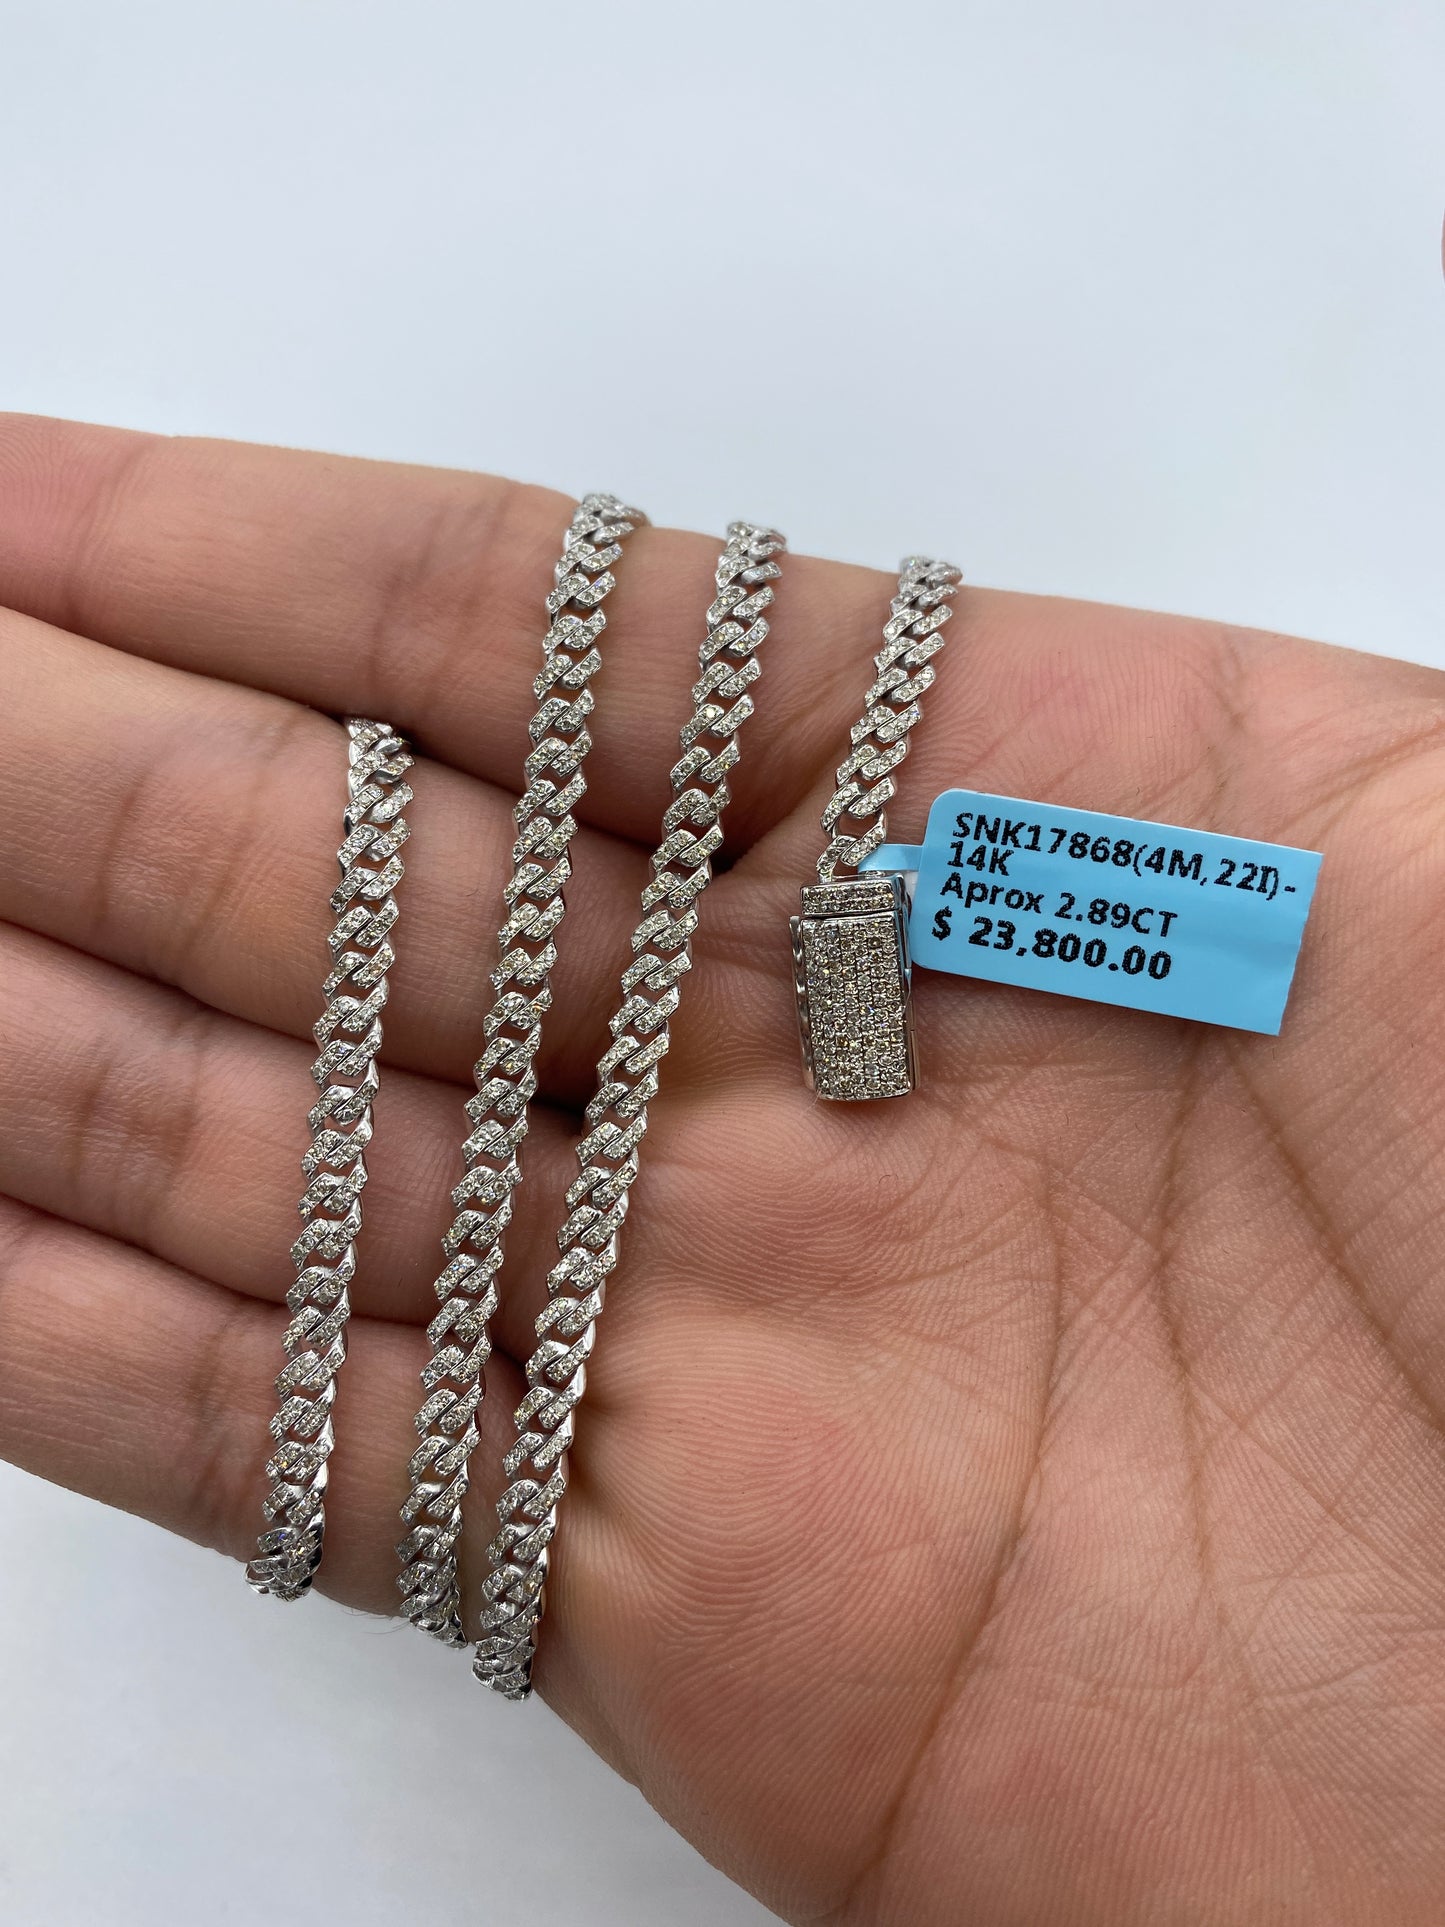 SNK17868(4M,22I)-
14K
Aprox 2.89CT
$ 23,800.00